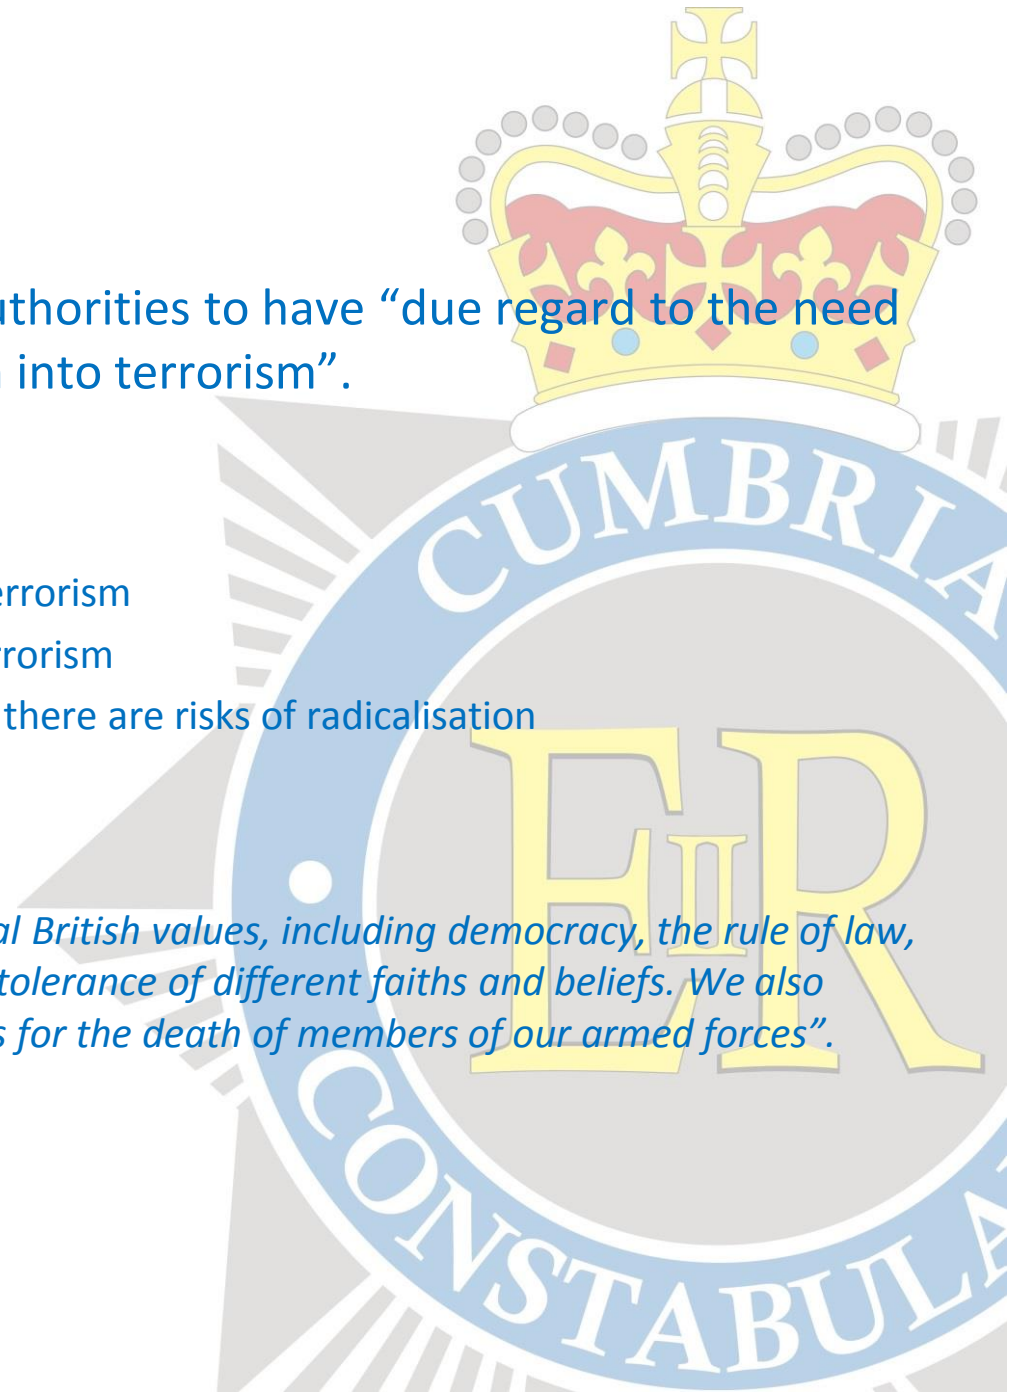 uthorities to have “due regard to the need
into terrorism”.
errorism
rrorism
there are risks of radicalisation
al British values, including democracy, the rule of law,
tolerance of different faiths and beliefs. We also
s for the death of members of our armed forces”.
CUMBRIA
EIIR
CONSTABULA